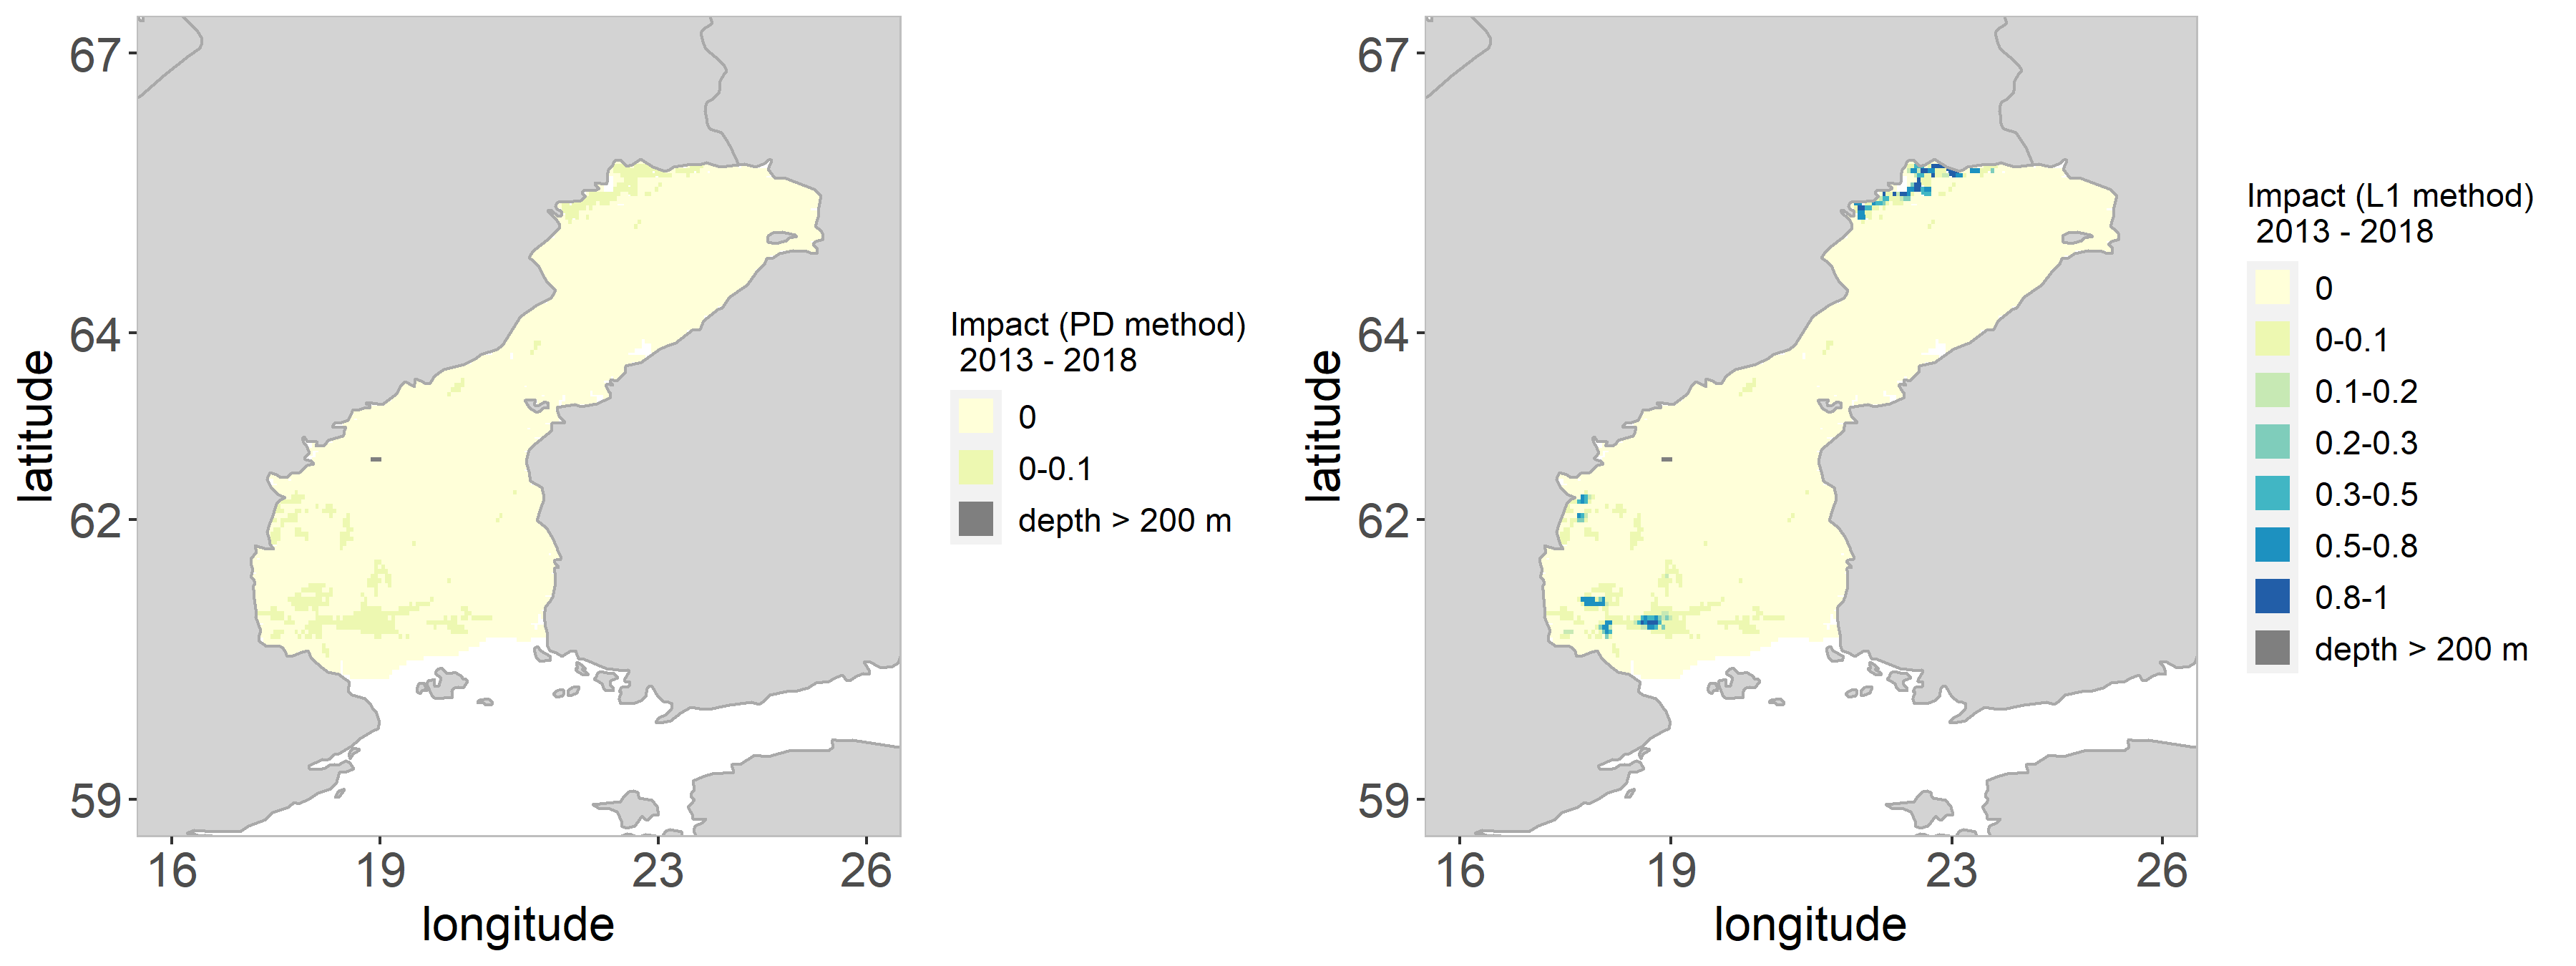 67
64
62
59
latitude
16 19 23 26
longitude
Impact (PD method)
2013 - 2018
0
0-0.1
depth > 200 m
67
64
62
59
latitude
16 19 23 26
longitude
Impact (L1 method)
2013 - 2018
0
0-0.1
0.1-0.2
0.2-0.3
0.3-0.5
0.5-0.8
0.8-1
depth > 200 m